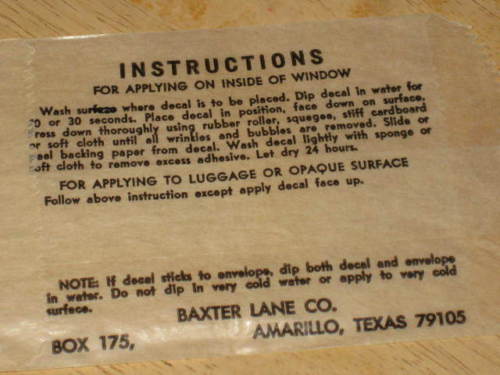 INSTRUCTIONS
FOR APPLYING ON INSIDE OF WINDOW
Wash surface where decal is to be placed. Dip decal in water for
20 or 30 seconds. Place decal in position, face down on surface,
ress down thoroughly using rubber roller, squegee, stiff cardboard
or soft cloth until all wrinkles and bubbles are removed. Slide or
eel backing paper from decal. Wash decal lightly with sponge or
oft cloth to remove excess adhesive. Let dry 24 hours.
FOR APPLYING TO LUGGAGE OR OPAQUE SURFACE
Follow above instruction except apply decal face up.
NOTE: If decal sticks to envelope, dip both decal and envelope
in water. Do not dip in very cold water or apply to very cold
surface.
BAXTER LANE CO.
BOX 175, AMARILLO, TEXAS 79105